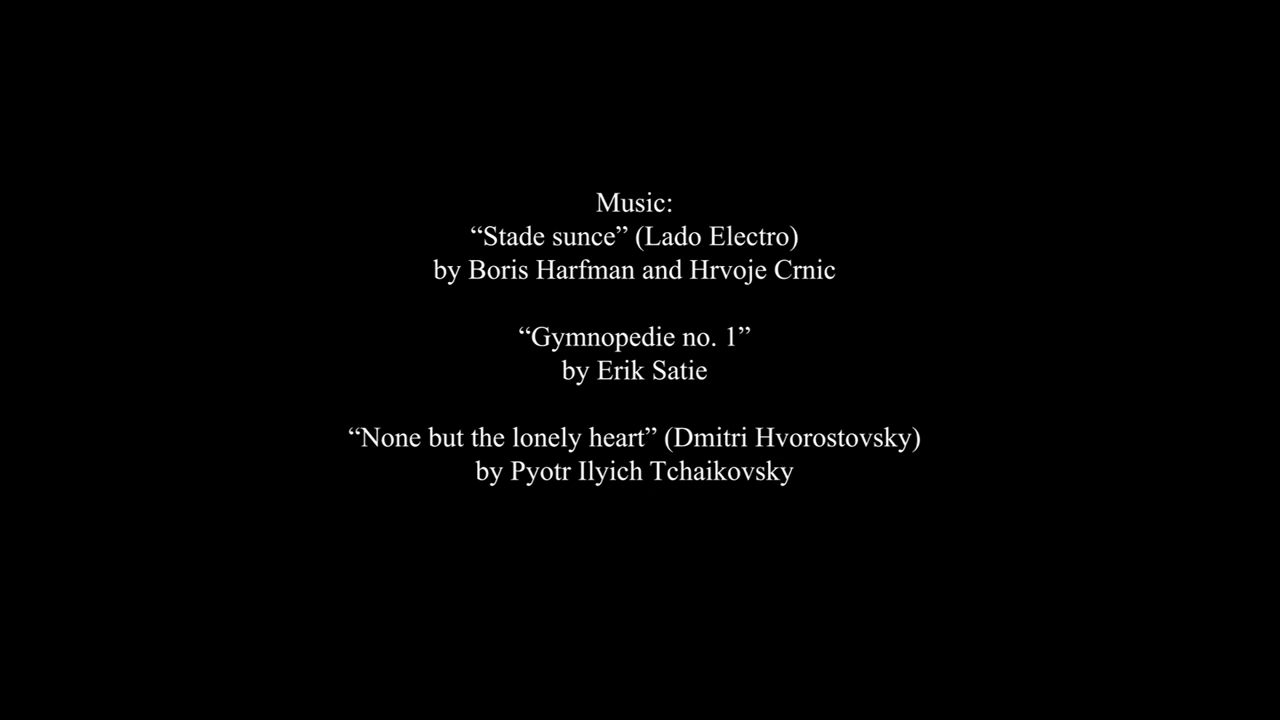 Music:
“Stade sunce” (Lado Electro)
by Boris Harfman and Hrvoje Crnic
“Gymnopedie no. 1”
by Erik Satie
“None but the lonely heart” (Dmitri Hvorostovsky)
by Pyotr Ilyich Tchaikovsky